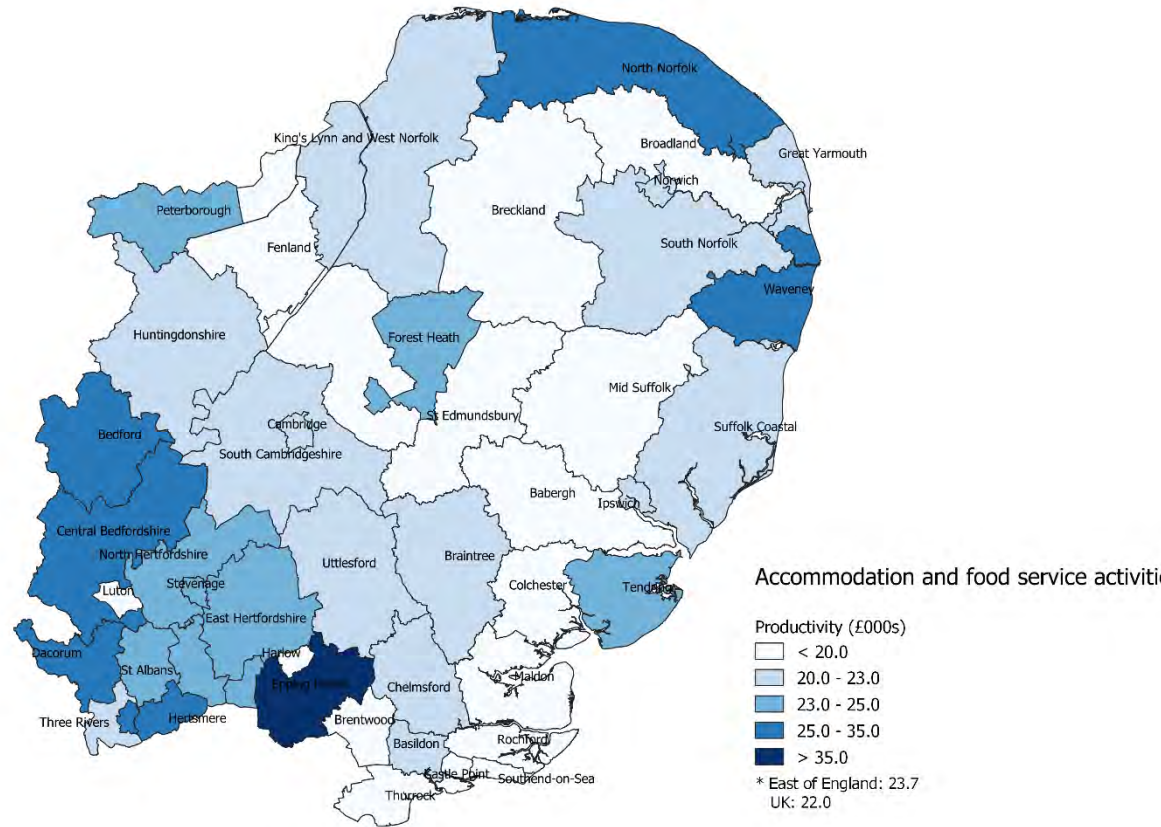 North Norfolk
King's Lynn and West Norfolk
Broadland
Great Yarmouth
Norwich
Peterborough
Breckland
Fenland
South Norfolk
Waveney
Huntingdonshire
Forest Heath
Mid Suffolk
St Edmundsbury
Cambridge
Suffolk Coastal
Bedford
South Cambridgeshire
Babergh
Ipswich
Central Bedfordshire
North Hertfordshire
Braintree
Uttlesford
Stevenage
Luton
Colchester
Tendring
East Hertfordshire
Harlow
Dacorum
St Albans
Epping Forest
Chelmsford
Maldon
Three Rivers
Hertsmere
Brentwood
Rochford
Basildon
Castle Point
Southend-on-Sea
Thurrock
Accommodation and food service activiti
Productivity (£000s)
< 20.0
20.0 - 23.0
23.0 - 25.0
25.0 - 35.0
> 35.0
* East of England: 23.7
UK: 22.0